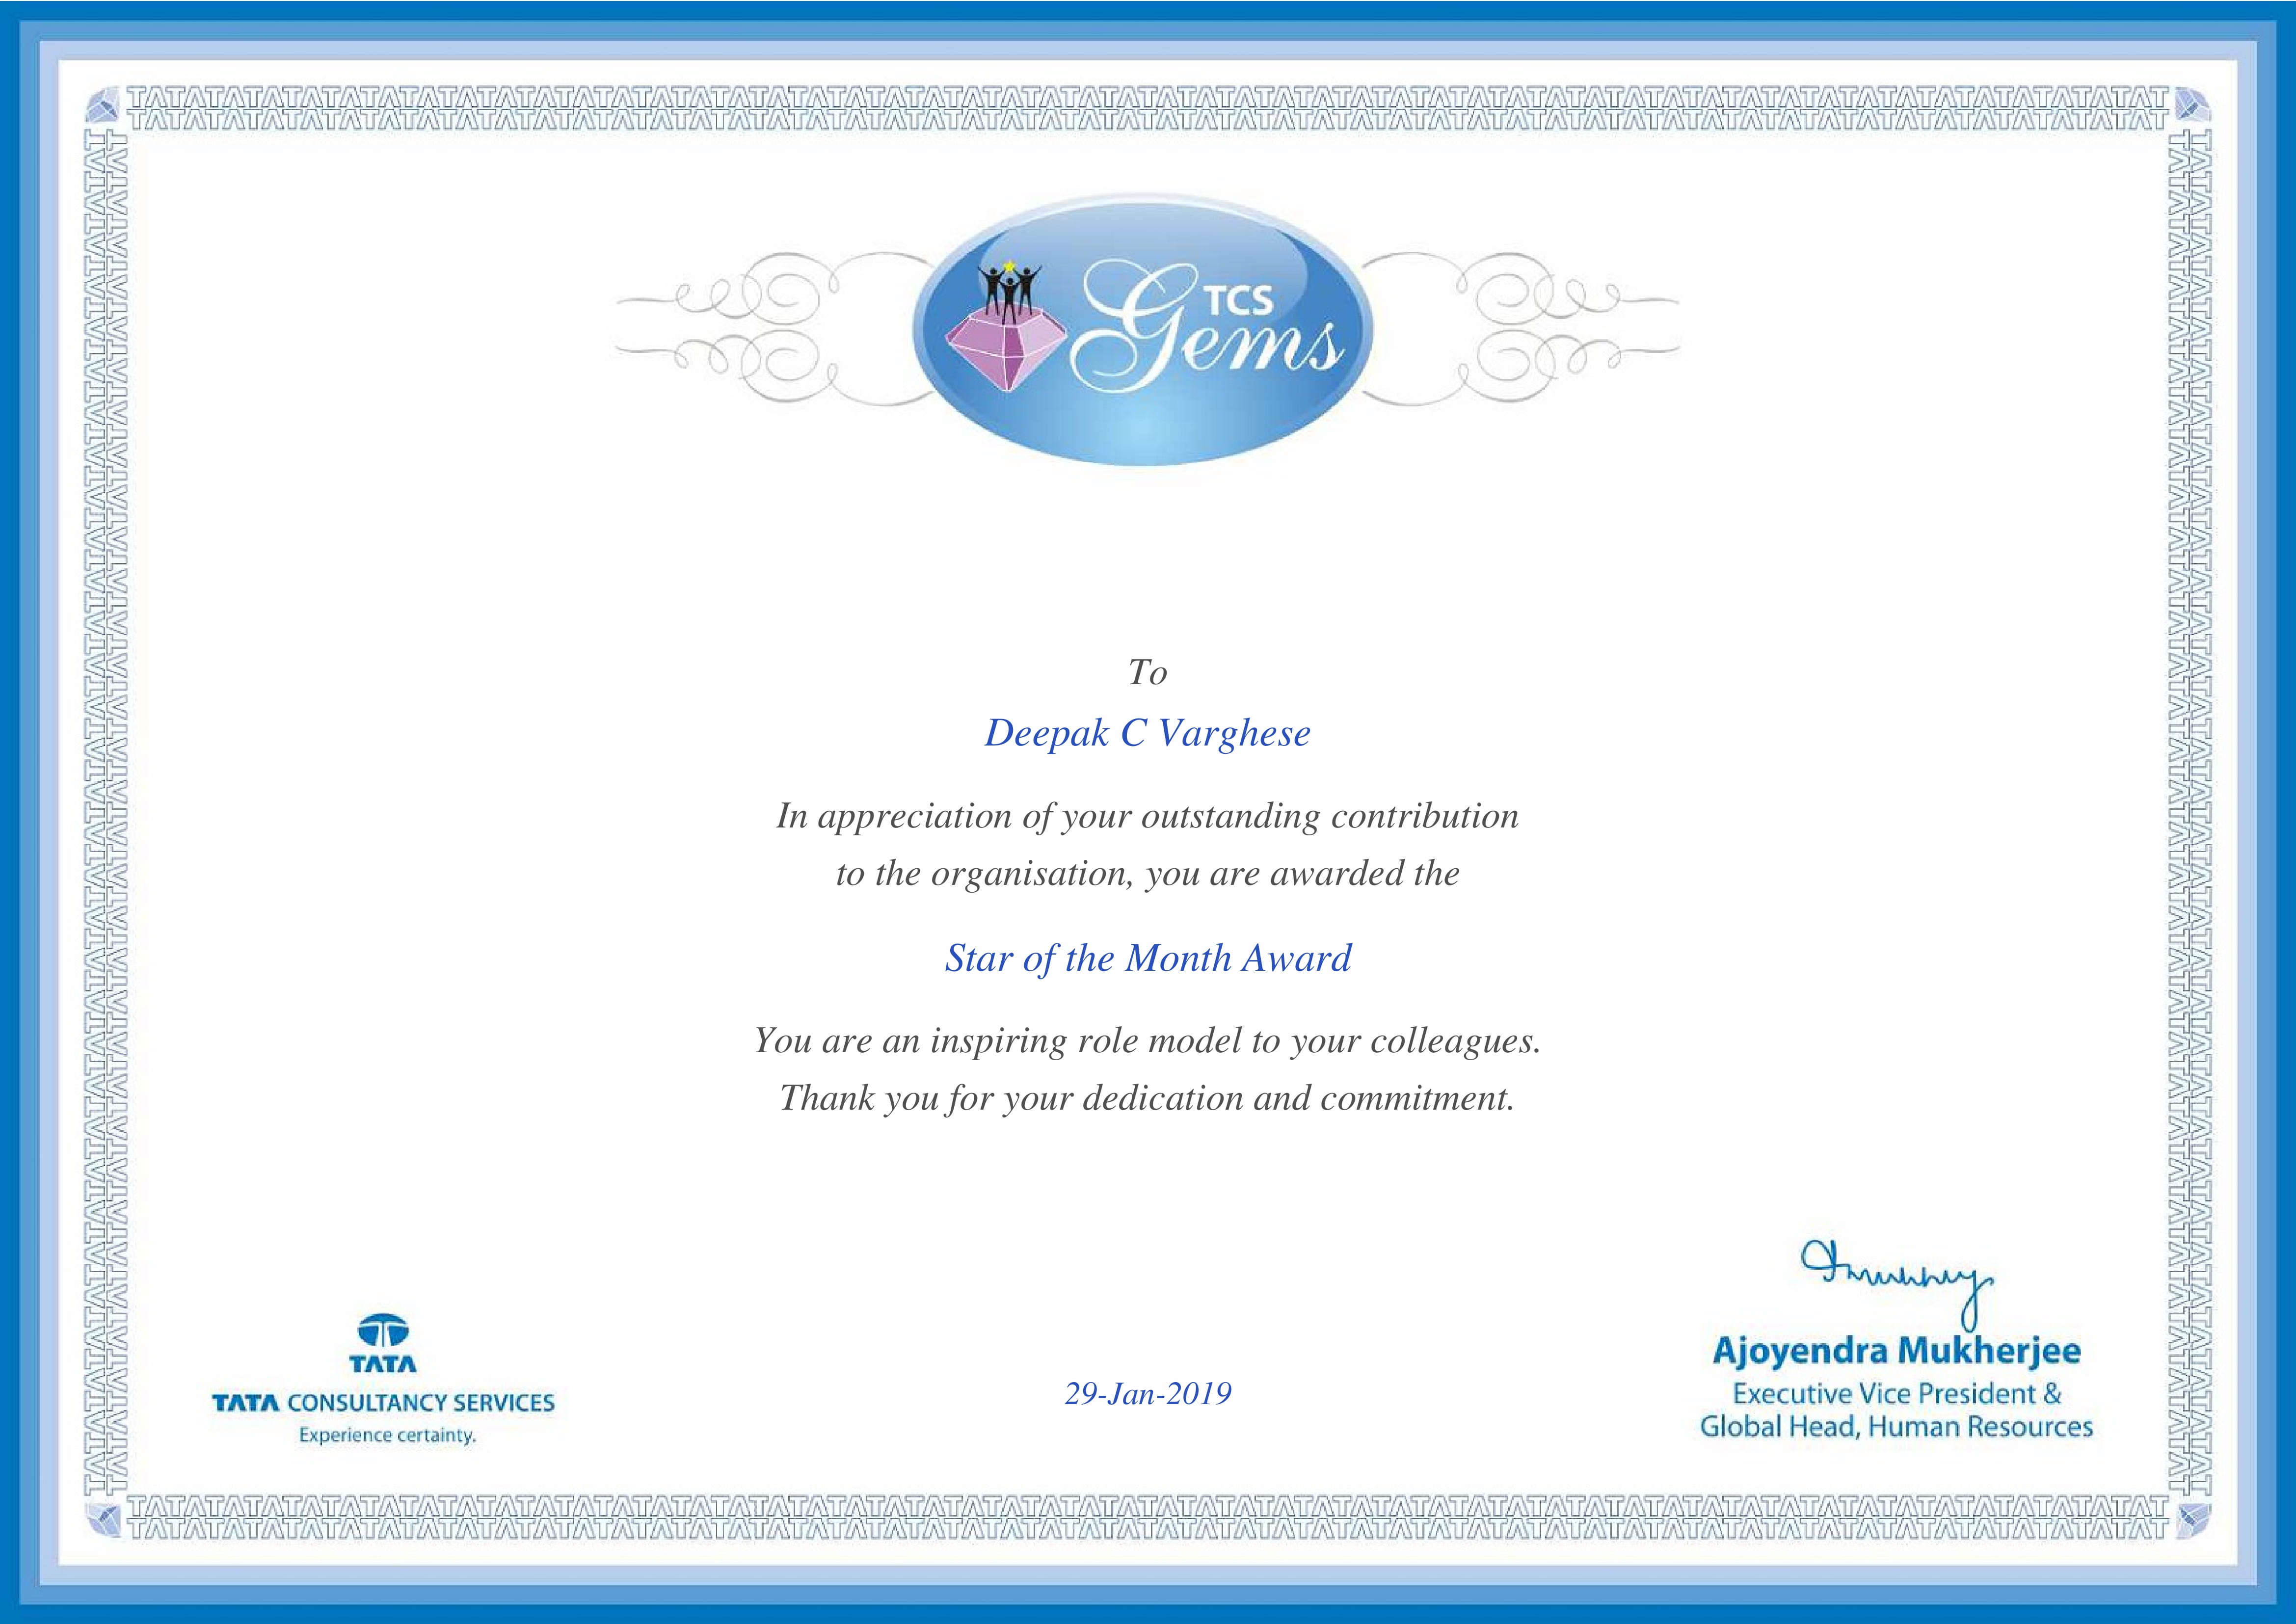 TATATATATATATATATATATATATATATATATATATATATATATATATATATATATATATATATATATATATATATATATATATATATATATATATATATATATATATAT
TCS
Gems
To
Deepak C Varghese
In appreciation of your outstanding contribution
to the organisation, you are awarded the
Star of the Month Award
You are an inspiring role model to your colleagues.
Thank you for your dedication and commitment.
TATA
TATA CONSULTANCY SERVICES
Experience certainty.
29-Jan-2019
Ajoyendra Mukherjee
Executive Vice President &
Global Head, Human Resources